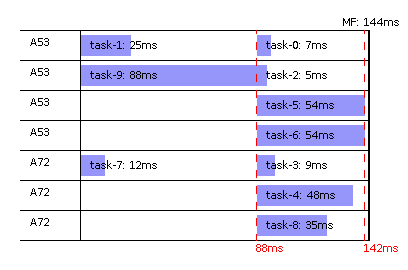 MF: 144ms
A53 task-1: 25ms task-0: 7ms
A53 task-9: 88ms task-2: 5ms
A53 task-5: 54ms
A53 task-6: 54ms
A72 task-7: 12ms task-3: 9ms
A72 task-4: 48ms
A72 task-8: 35ms
88ms 142ms